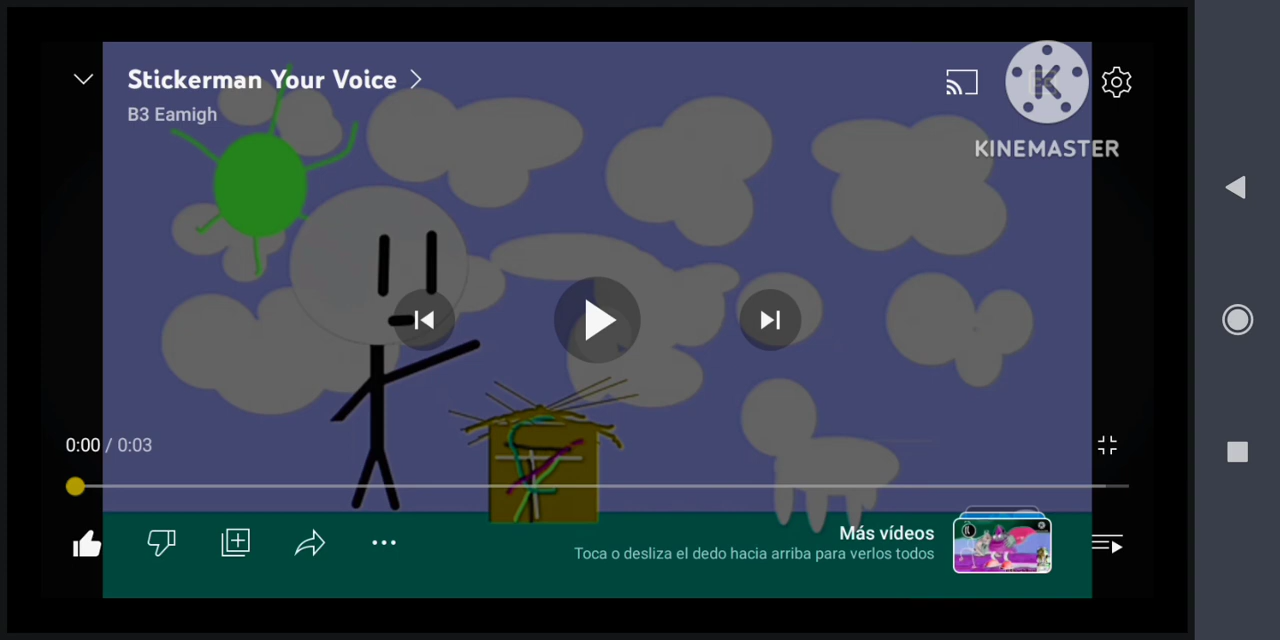 Stickerman Your Voice
B3 Eamigh
K
KINEMASTER
0:00 / 0:03
Más vídeos
Toca o desliza el dedo hacia arriba para verlos todos